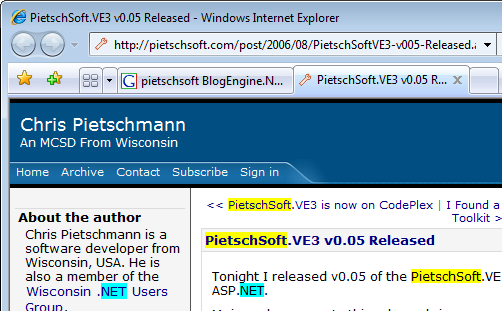 PietschSoft.VE3 v0.05 Released - Windows Internet Explorer
http://pietschsoft.com/post/2006/08/PietschSoftVE3-v005-Released.a
G pietschsoft BlogEngine.N... PietschSoft.VE3 v0.05 R...
Chris Pietschmann
An MCSD From Wisconsin
Home Archive Contact Subscribe Sign in
<< PietschSoft.VE3 is now on CodePlex | I Found a
Toolkit >
About the author
Chris Pietschmann is a
software developer from
Wisconsin, USA. He is
also a member of the
Wisconsin .NET Users
Group.
PietschSoft.VE3 v0.05 Released
Tonight I released v0.05 of the PietschSoft.VE
ASP.NET.